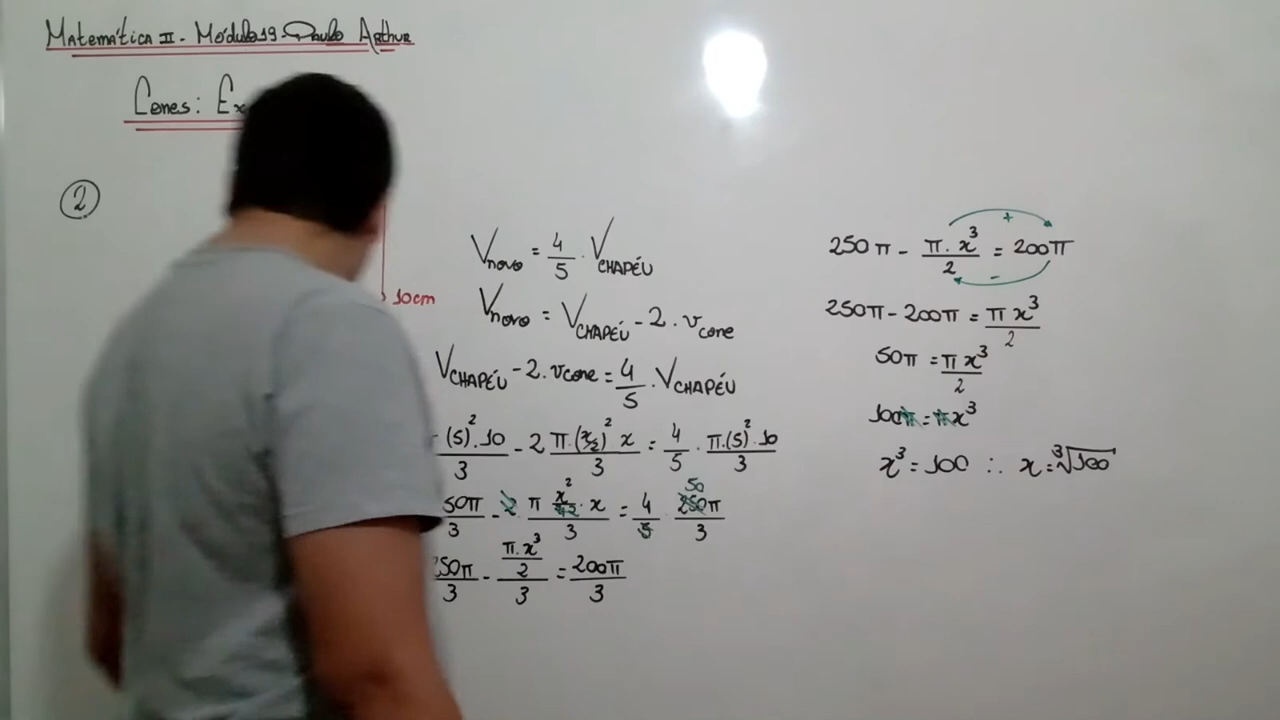 Matemática II - Módulo 19 - Paulo Arthur
Cones: Ex
2
10cm
V_novo = 4/5 . V_CHAPÉU
V_novo = V_CHAPÉU - 2 . v_cone
V_CHAPÉU - 2 . v_cone = 4/5 . V_CHAPÉU
(5)² . 10 / 3 - 2 π . (x/2)² x / 3 = 4/5 . π . (5)² . 10 / 3
50π / 3 - 2 π x²/42 . x / 3 = 4/5 . 50 250π / 3
250π / 3 - π . x³/2 / 3 = 200π / 3
+
250π - π . x³ / 2 = 200π
-
250π - 200π = π x³ / 2
50π = π x³ / 2
100π = πx³
x³ = 100 ∴ x = ³√100